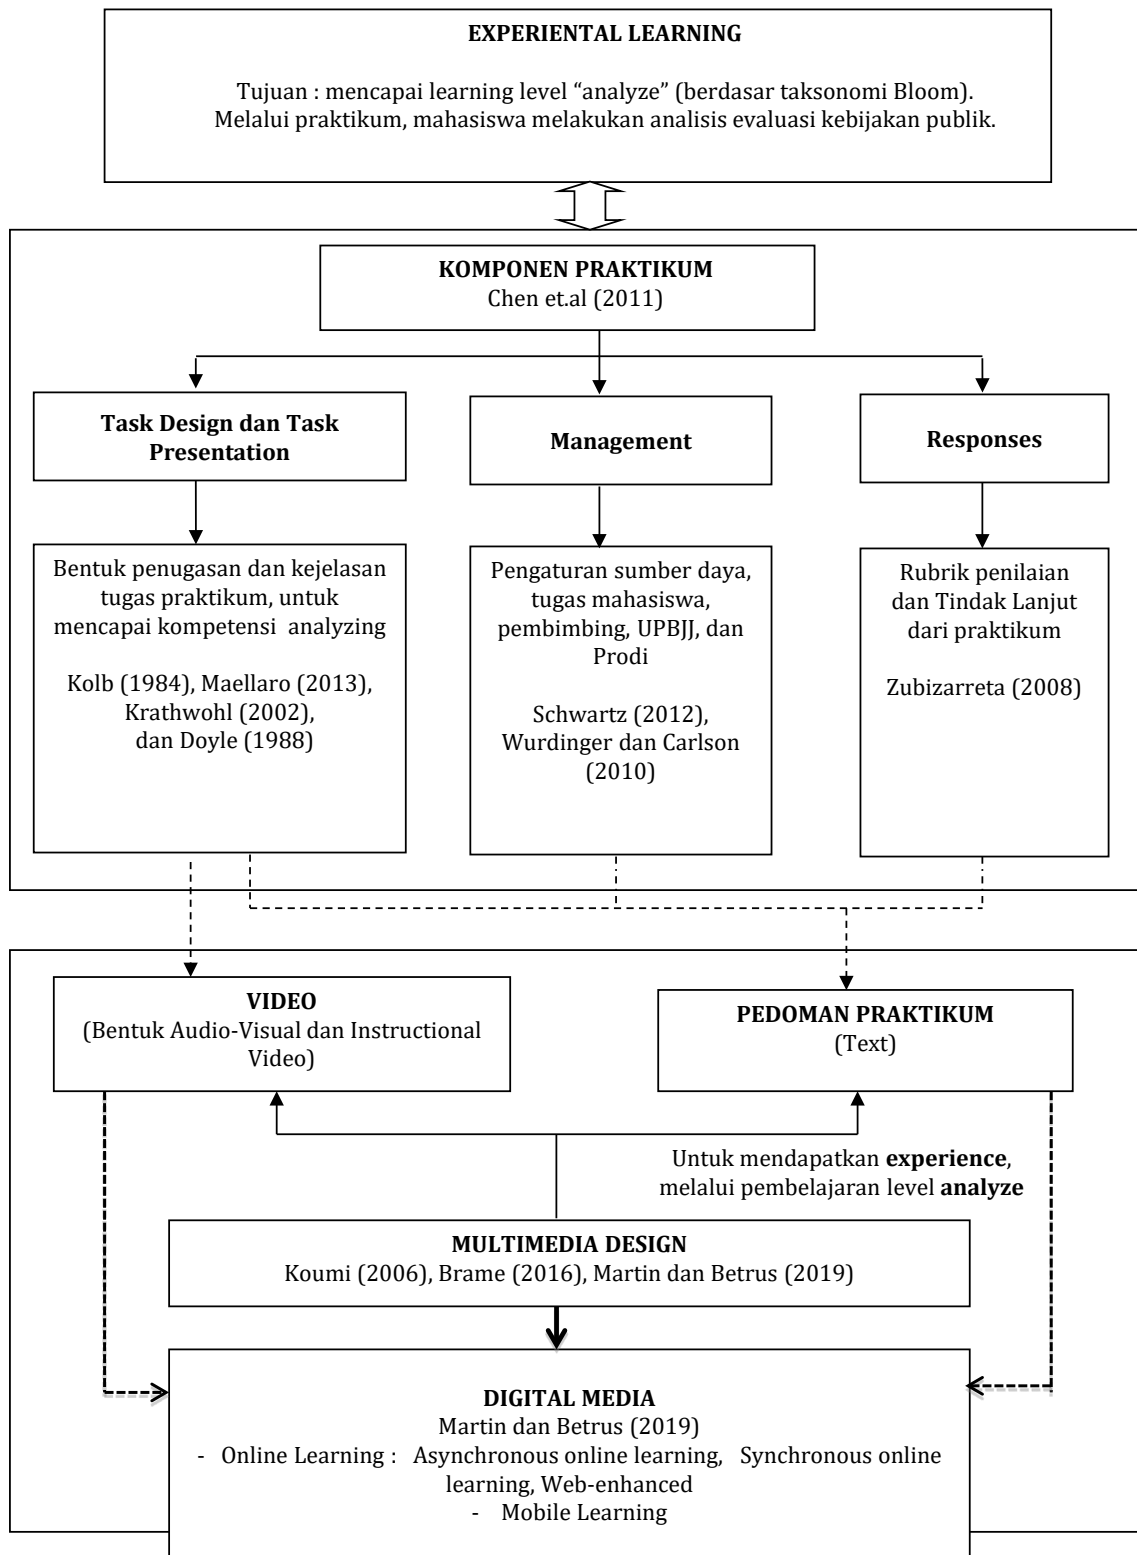 EXPERIENTAL LEARNING
Tujuan : mencapai learning level “analyze” (berdasar taksonomi Bloom).
Melalui praktikum, mahasiswa melakukan analisis evaluasi kebijakan publik.
KOMPONEN PRAKTIKUM
Chen et.al (2011)
Task Design dan Task
Presentation
Management
Responses
Bentuk penugasan dan kejelasan
tugas praktikum, untuk
mencapai kompetensi analyzing
Kolb (1984), Maellaro (2013),
Krathwohl (2002),
dan Doyle (1988)
Pengaturan sumber daya,
tugas mahasiswa,
pembimbing, UPBJJ, dan
Prodi
Schwartz (2012),
Wurdinger dan Carlson
(2010)
Rubrik penilaian
dan Tindak Lanjut
dari praktikum
Zubizarreta (2008)
VIDEO
(Bentuk Audio-Visual dan Instructional
Video)
PEDOMAN PRAKTIKUM
(Text)
Untuk mendapatkan experience,
melalui pembelajaran level analyze
MULTIMEDIA DESIGN
Koumi (2006), Brame (2016), Martin dan Betrus (2019)
DIGITAL MEDIA
Martin dan Betrus (2019)
- Online Learning : Asynchronous online learning, Synchronous online
learning, Web-enhanced
- Mobile Learning